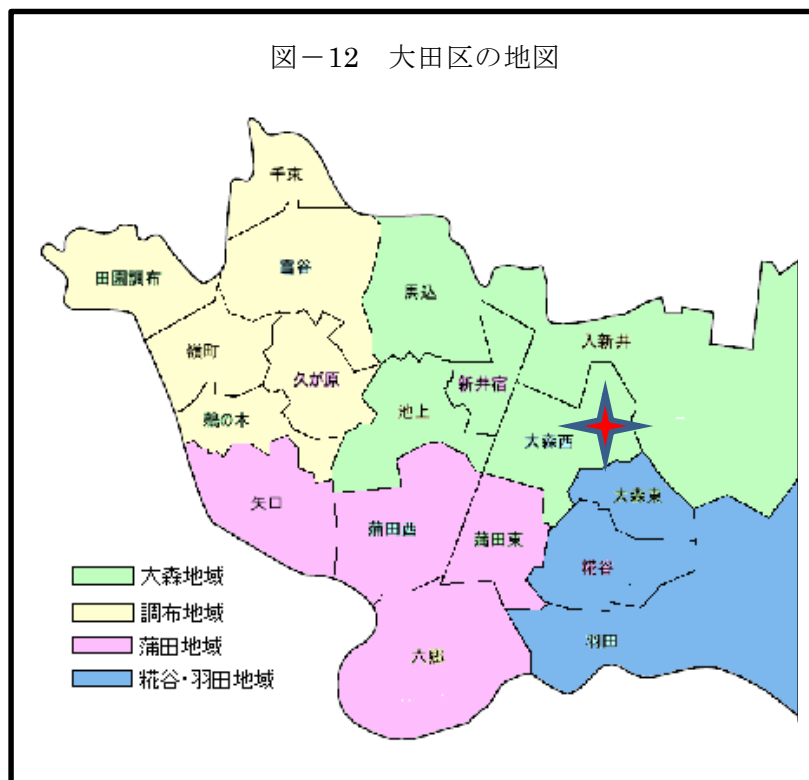 図－12 大田区の地図
千束
田園調布
雪谷
馬込
嶺町
久が原
入新井
新井宿
池上
鵜の木
大森西
矢口
大森東
蒲田西
蒲田東
糀谷
大森地域
調布地域
蒲田地域
糀谷・羽田地域
六郷
羽田